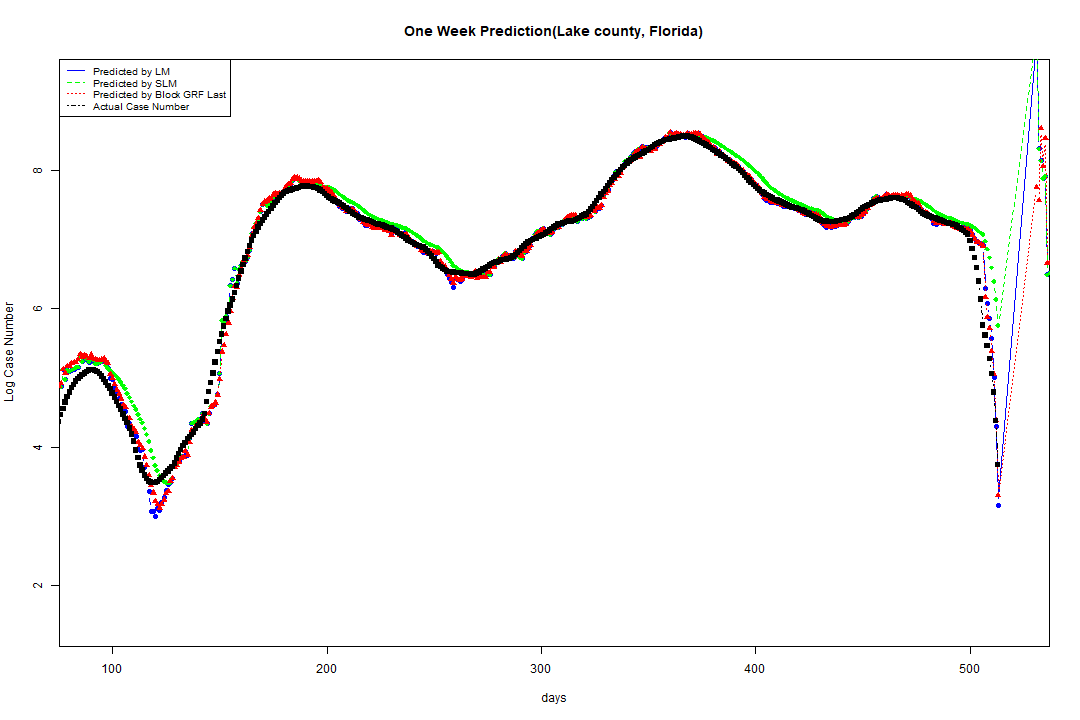 One Week Prediction(Lake county, Florida)
Predicted by LM
Predicted by SLM
Predicted by Block GRF Last
Actual Case Number
8
6
4
2
Log Case Number
100 200 300 400 500
days